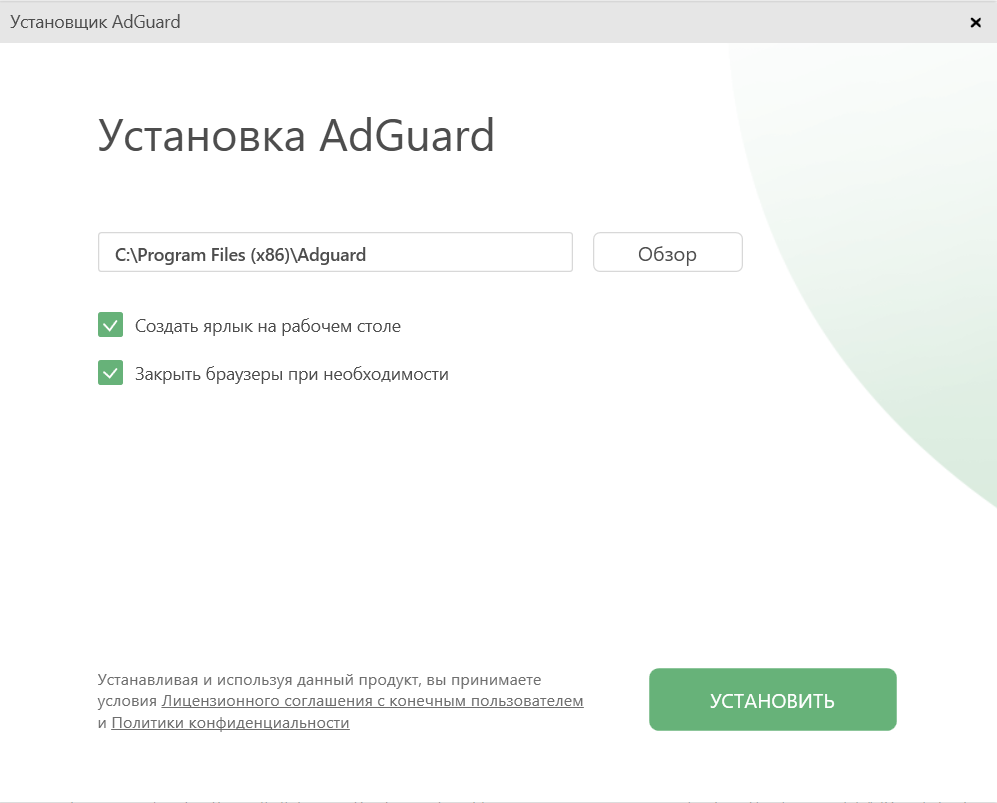 Установщик AdGuard
Установка AdGuard
C:\Program Files (x86)\Adguard
Обзор
Создать ярлык на рабочем столе
Закрыть браузеры при необходимости
Устанавливая и используя данный продукт, вы принимаете
условия Лицензионного соглашения с конечным пользователем
и Политики конфиденциальности
УСТАНОВИТЬ